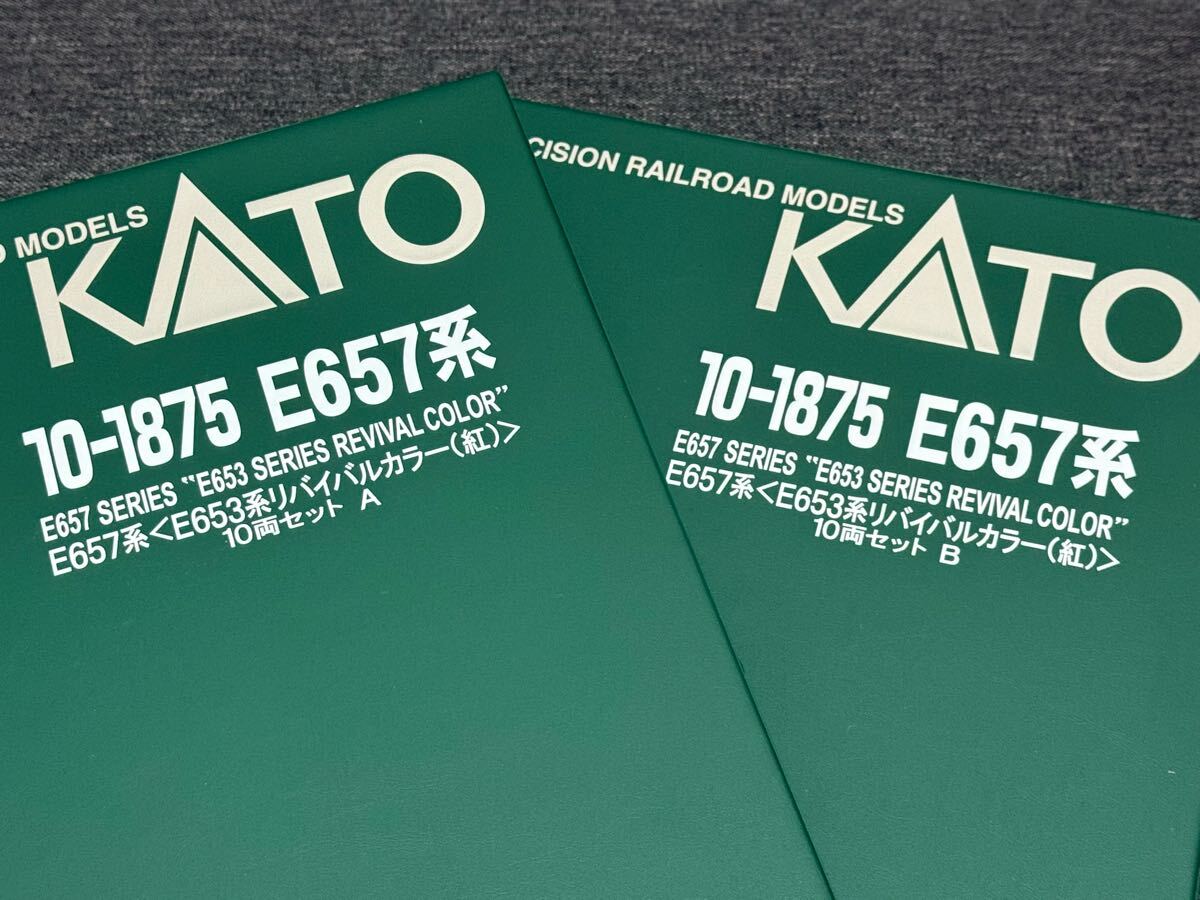 D MODELS
KATO
10-1875 E657系
E657 SERIES “E653 SERIES REVIVAL COLOR”
E657系<E653系リバイバルカラー(紅)>
10両セット A
CISION RAILROAD MODELS
KATO
10-1875 E657系
E657 SERIES “E653 SERIES REVIVAL COLOR”
E657系<E653系リバイバルカラー(紅)>
10両セット B